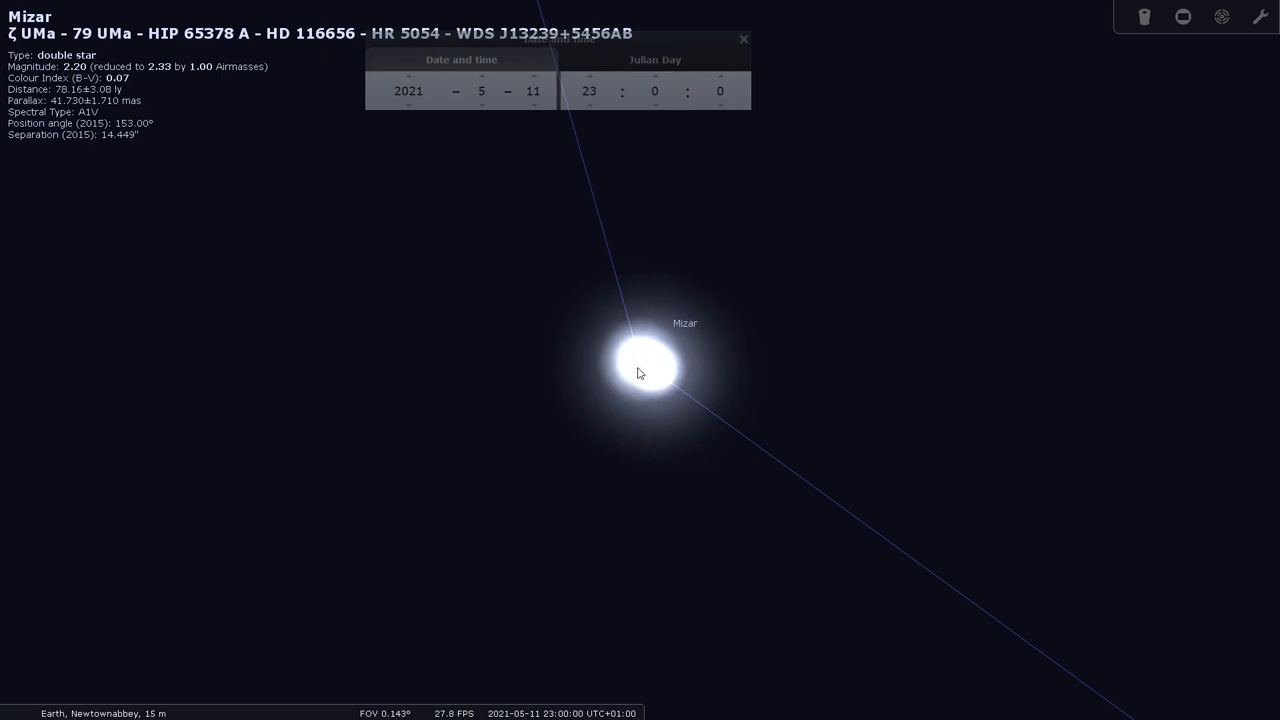 Mizar
ζ UMa - 79 UMa - HIP 65378 A - HD 116656 - HR 5054 - WDS J13239+5456AB
Date and time
Type: double star
Magnitude: 2.20 (reduced to 2.33 by 1.00 Airmasses)
Colour Index (B-V): 0.07
Distance: 78.16±3.08 ly
Parallax: 41.730±1.710 mas
Spectral Type: A1V
Position angle (2015): 153.00°
Separation (2015): 14.449"
Date and time Julian Day
2021 - 5 - 11 23 : 0 : 0
Mizar
Earth, Newtownabbey, 15 m FOV 0.143° 27.8 FPS 2021-05-11 23:00:00 UTC+01:00